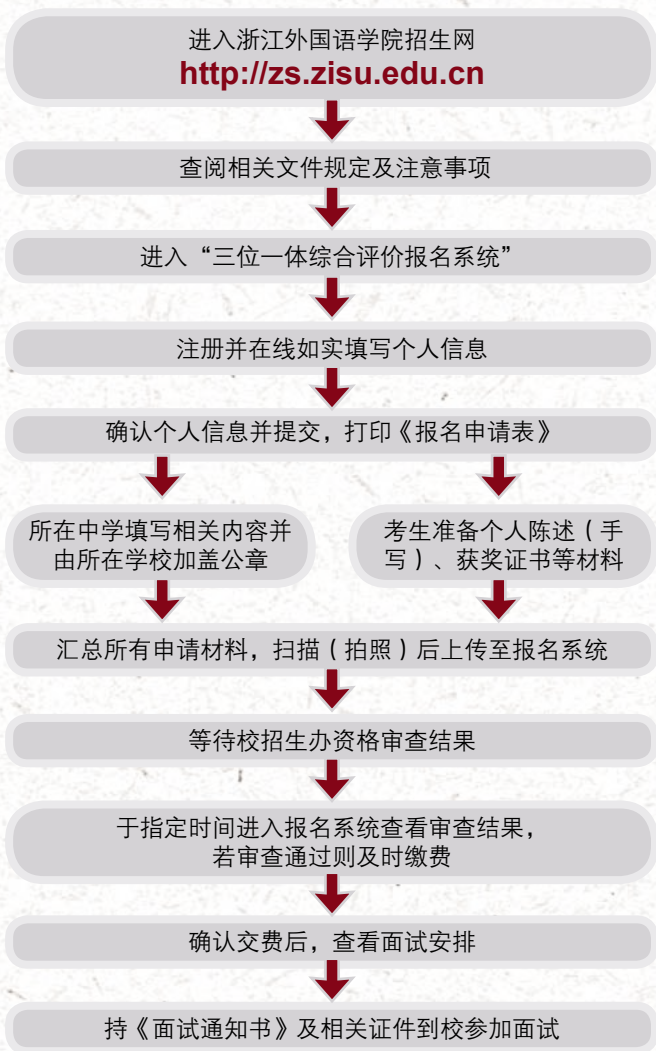 进入浙江外国语学院招生网
http://zs.zisu.edu.cn
查阅相关文件规定及注意事项
进入“三位一体综合评价报名系统”
注册并在线如实填写个人信息
确认个人信息并提交，打印《报名申请表》
所在中学填写相关内容并
由所在学校加盖公章
考生准备个人陈述（手
写）、获奖证书等材料
汇总所有申请材料，扫描（拍照）后上传至报名系统
等待校招生办资格审查结果
于指定时间进入报名系统查看审查结果，
若审查通过则及时缴费
确认交费后，查看面试安排
持《面试通知书》及相关证件到校参加面试